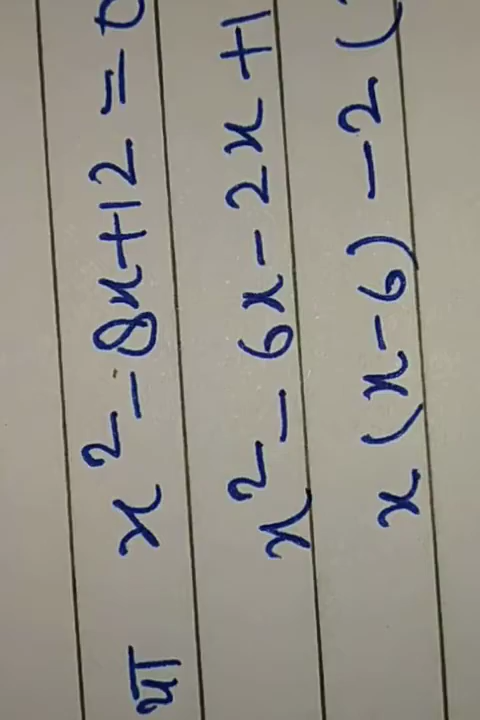 या x² - 8x + 12 = 0
x² - 6x - 2x + 1
x (x - 6) - 2 (